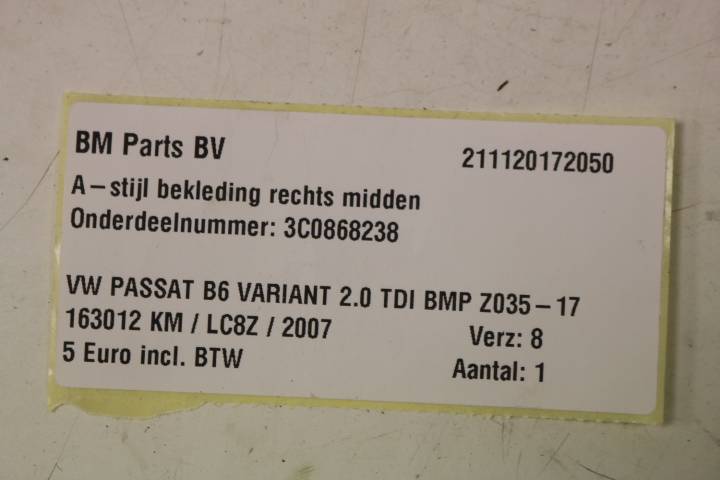 BM Parts BV 211120172050
A-stijl bekleding rechts midden
Onderdeelnummer: 3C0868238
VW PASSAT B6 VARIANT 2.0 TDI BMP Z035-17
163012 KM / LC8Z / 2007 Verz: 8
5 Euro incl. BTW Aantal: 1